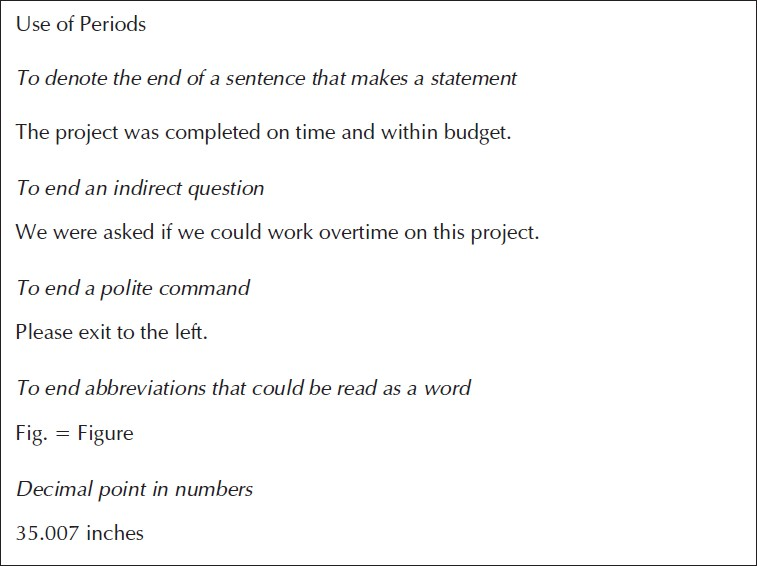 Use of Periods
To denote the end of a sentence that makes a statement
The project was completed on time and within budget.
To end an indirect question
We were asked if we could work overtime on this project.
To end a polite command
Please exit to the left.
To end abbreviations that could be read as a word
Fig. = Figure
Decimal point in numbers
35.007 inches